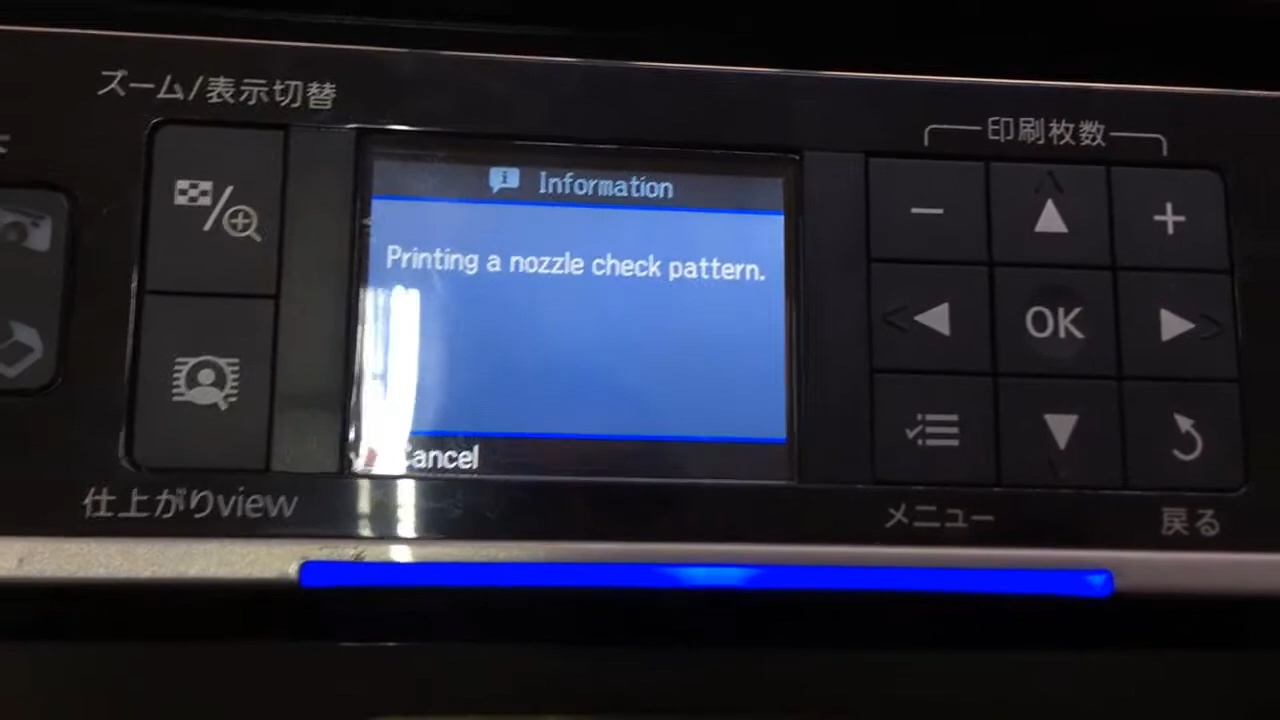 ズーム/表示切替
印刷枚数
Information
Printing a nozzle check pattern.
OK
Cancel
仕上がりview
メニュー
戻る